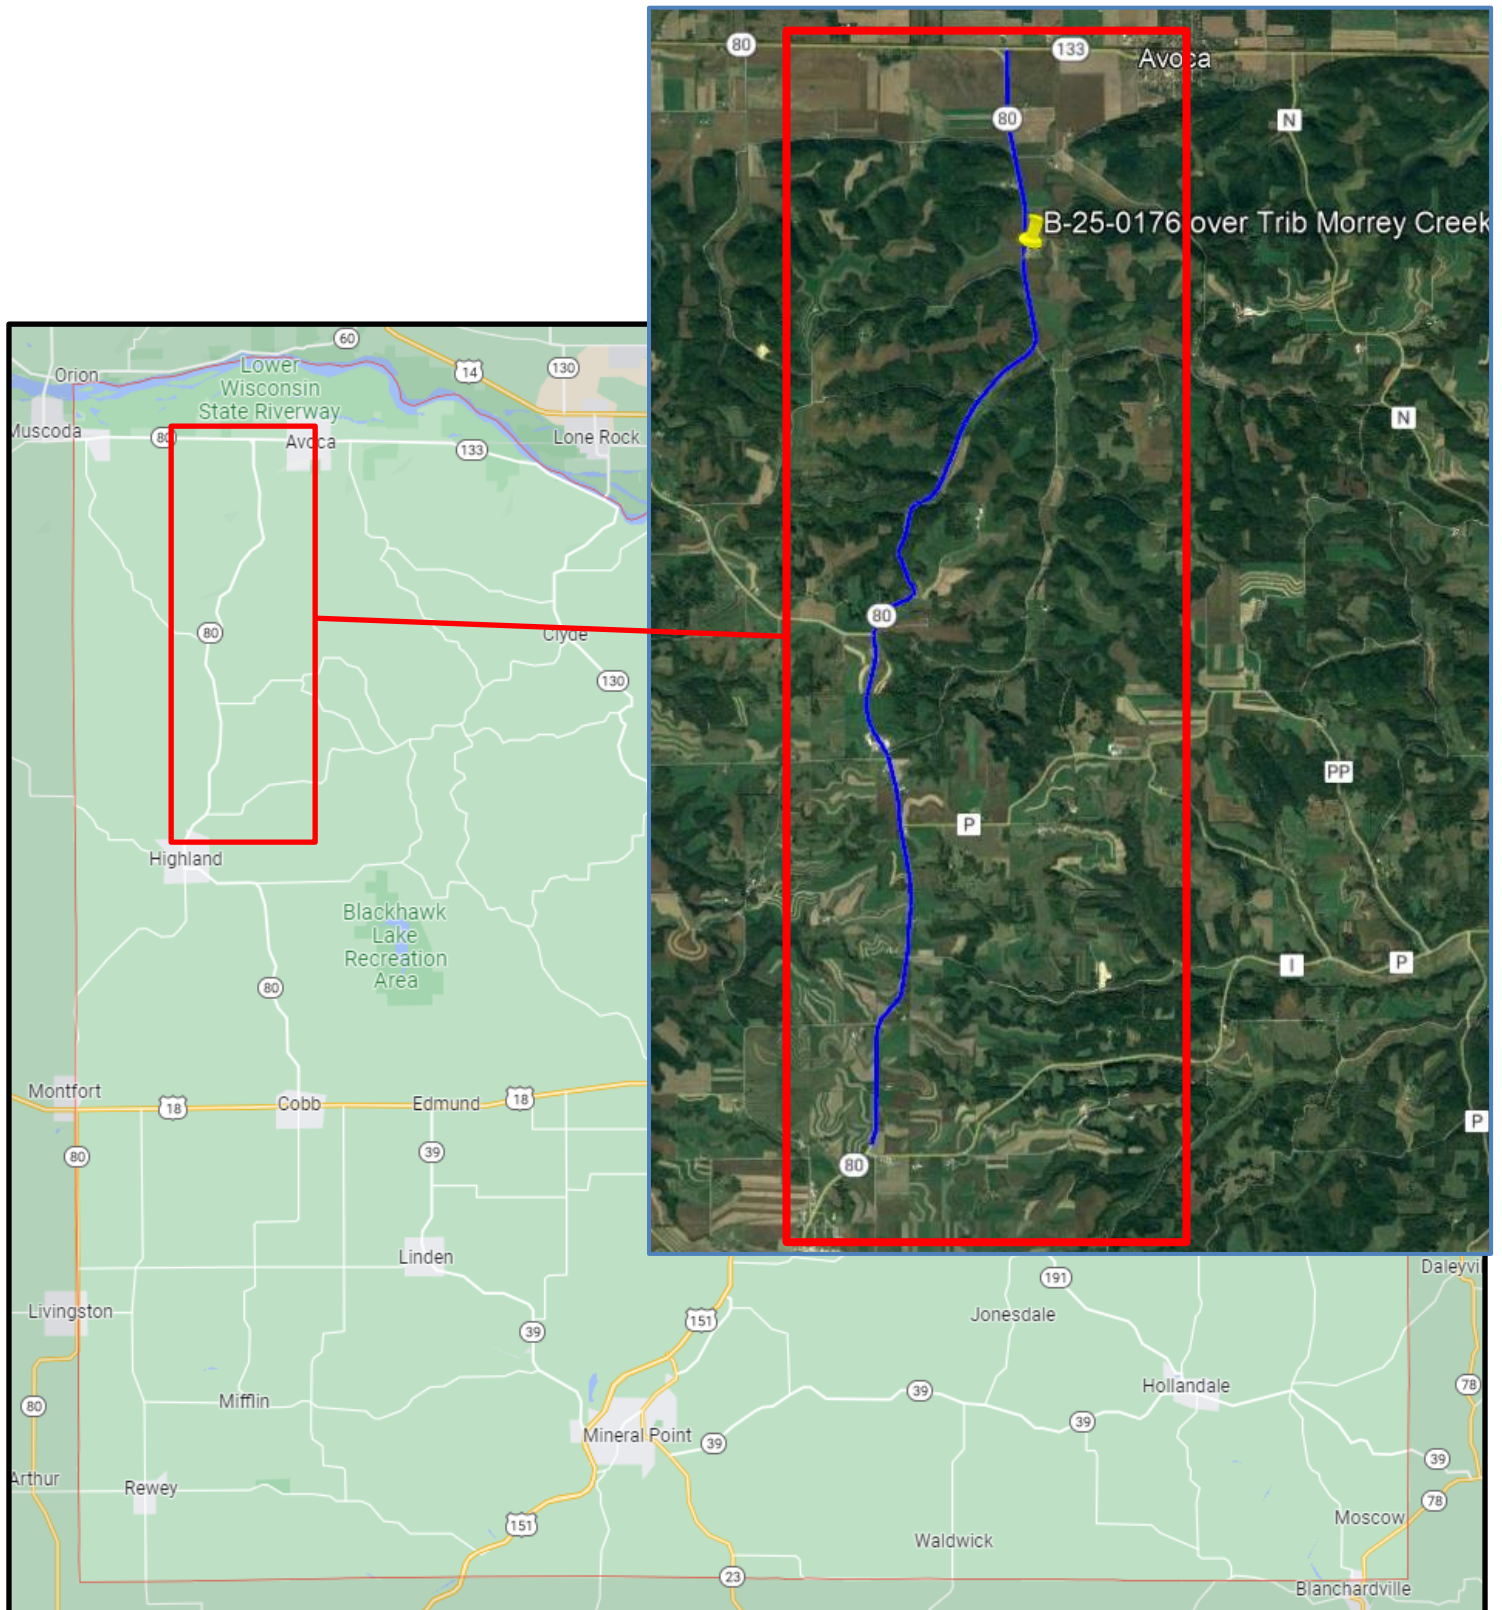 80
133
Avoca
80
N
B-25-0176 over Trib Morrey Creek
N
80
PP
P
I
P
P
80
60
Orion
14
130
Lower
Wisconsin
State Riverway
Muscoda
80
Avoca
133
Lone Rock
80
Clyde
130
Highland
Blackhawk
Lake
Recreation
Area
80
Montfort
18
Cobb
Edmund
18
80
39
Linden
191
Daleyvi
Livingston
151
Jonesdale
39
80
Mifflin
39
Hollandale
78
39
Mineral Point
39
39
Arthur
Rewey
78
151
Moscow
Waldwick
23
Blanchardville